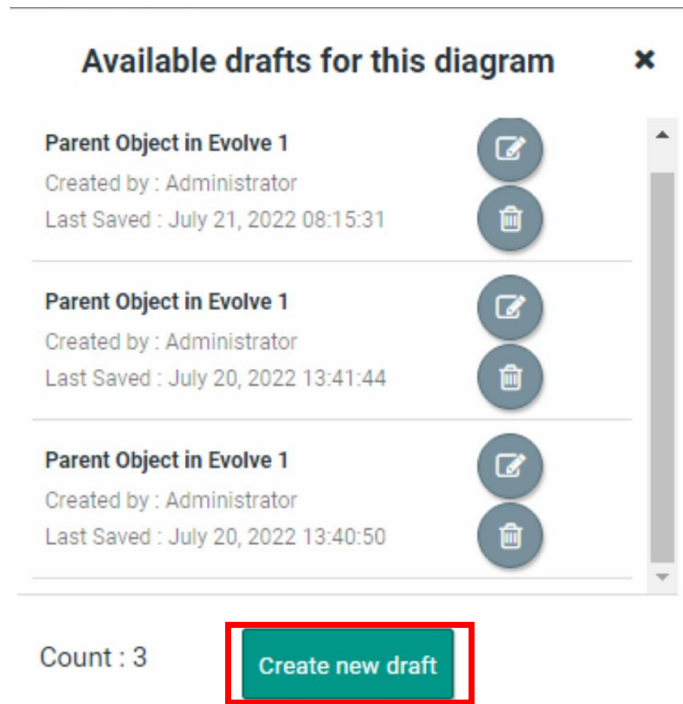 Available drafts for this diagram
Parent Object in Evolve 1
Created by : Administrator
Last Saved : July 21, 2022 08:15:31
Parent Object in Evolve 1
Created by : Administrator
Last Saved : July 20, 2022 13:41:44
Parent Object in Evolve 1
Created by : Administrator
Last Saved : July 20, 2022 13:40:50
Count : 3
Create new draft